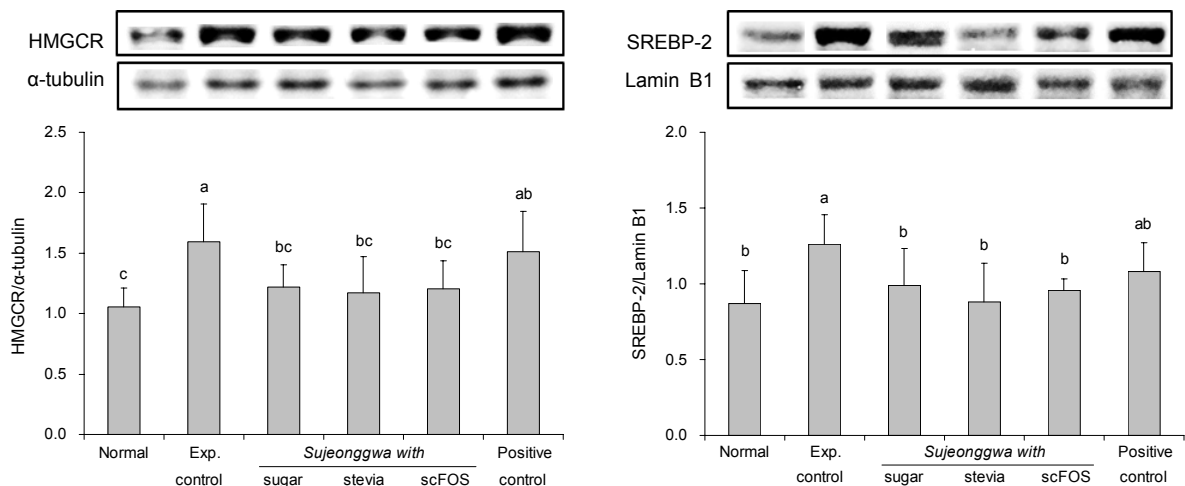 HMGCR
α-tubulin
HMGCR/α-tubulin
2.5
2.0
1.5
1.0
0.5
0.0
c
a
bc
bc
bc
ab
Normal
Exp.
control
Sujeonggwa with
sugar
stevia
scFOS
Positive
control
SREBP-2
Lamin B1
SREBP-2/Lamin B1
2.0
1.5
1.0
0.5
0.0
b
a
b
b
b
ab
Normal
Exp.
control
Sujeonggwa with
sugar
stevia
scFOS
Positive
control